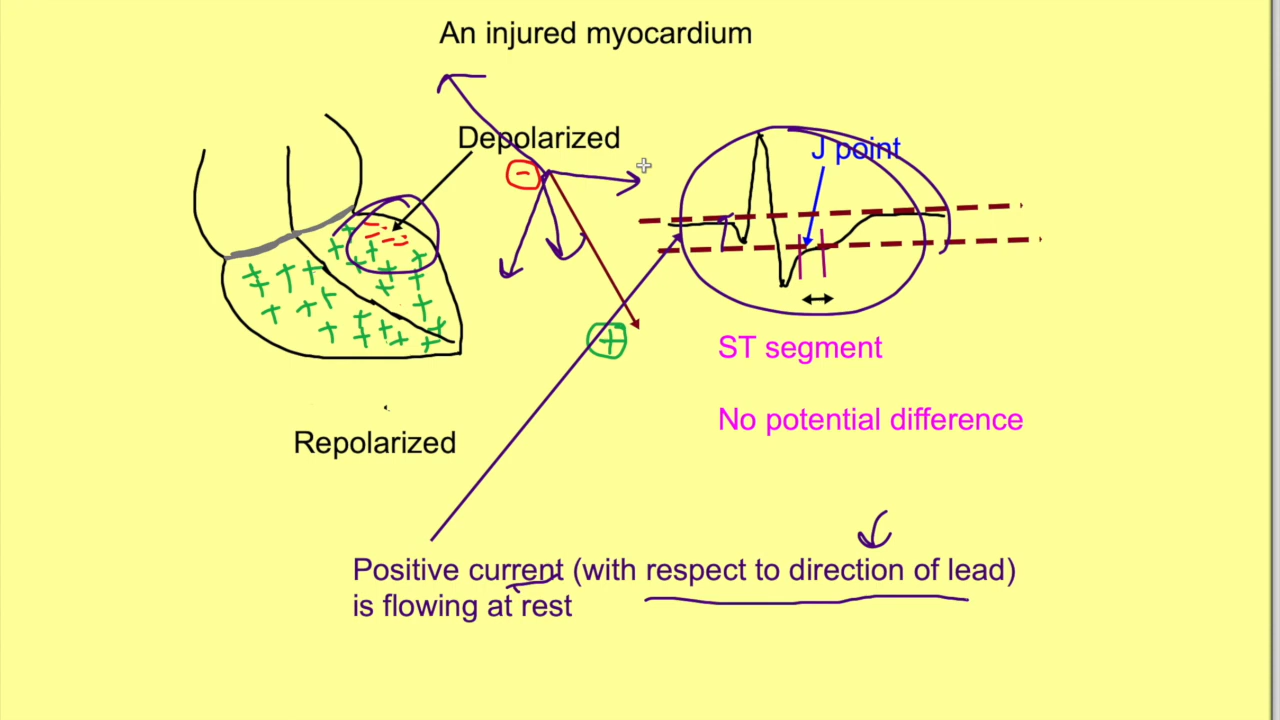 An injured myocardium
Depolarized
J point
ST segment
No potential difference
Repolarized
Positive current (with respect to direction of lead)
is flowing at rest